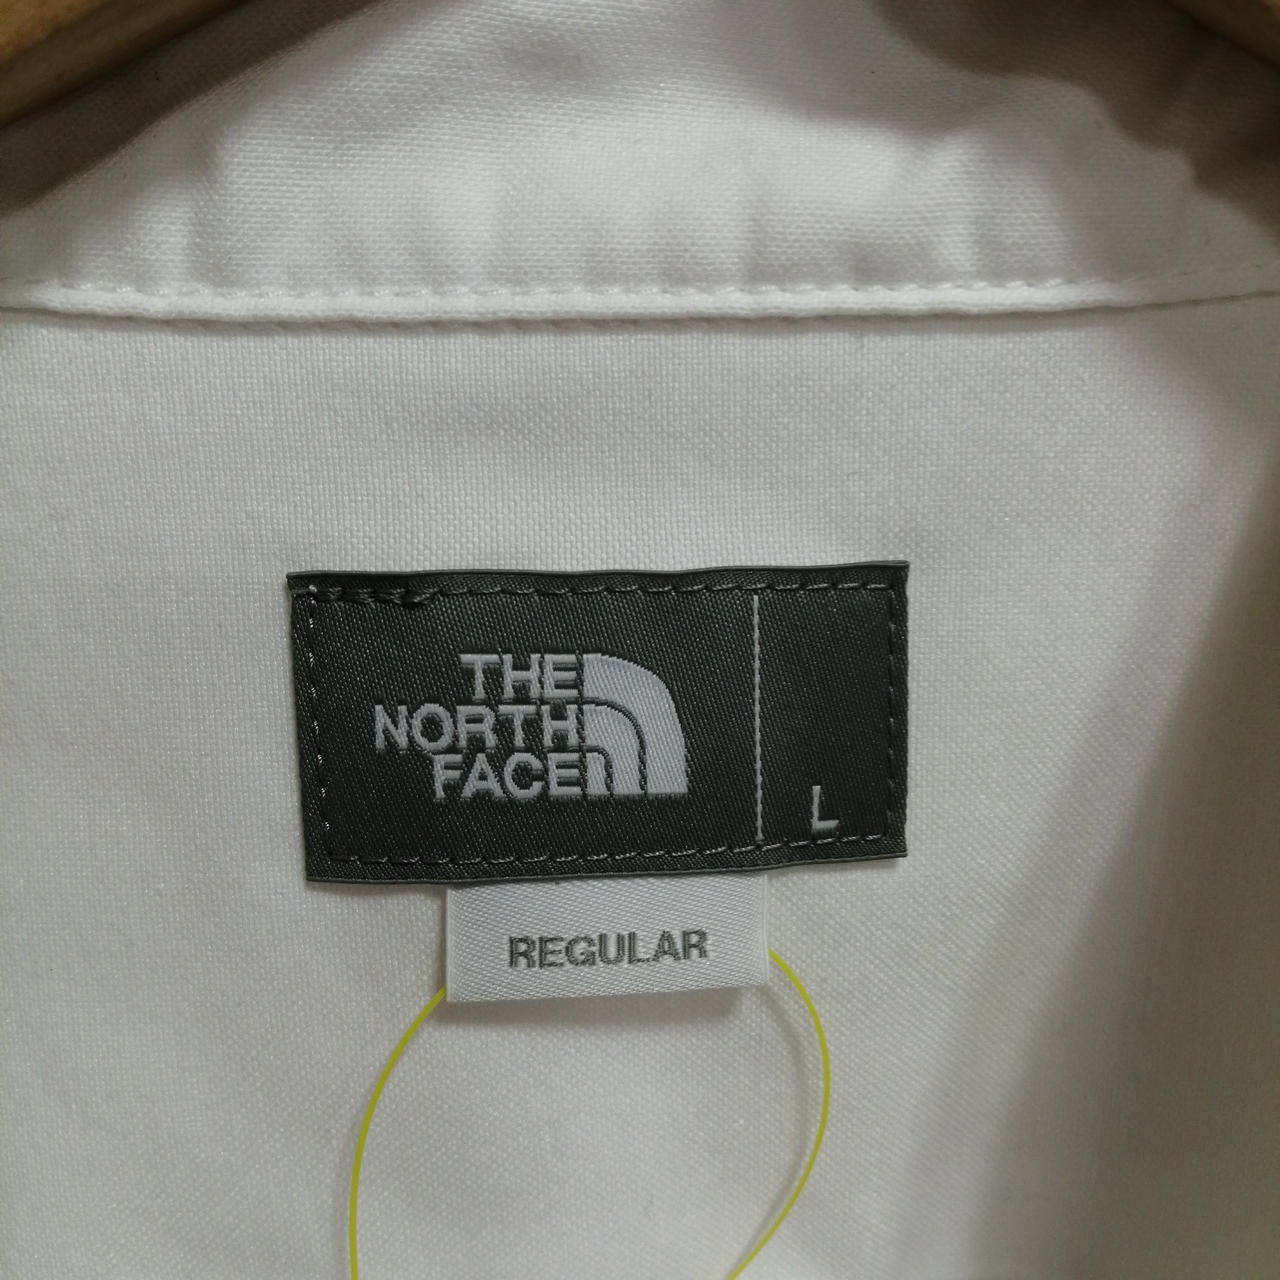 THE
NORTH
FACE
L
REGULAR